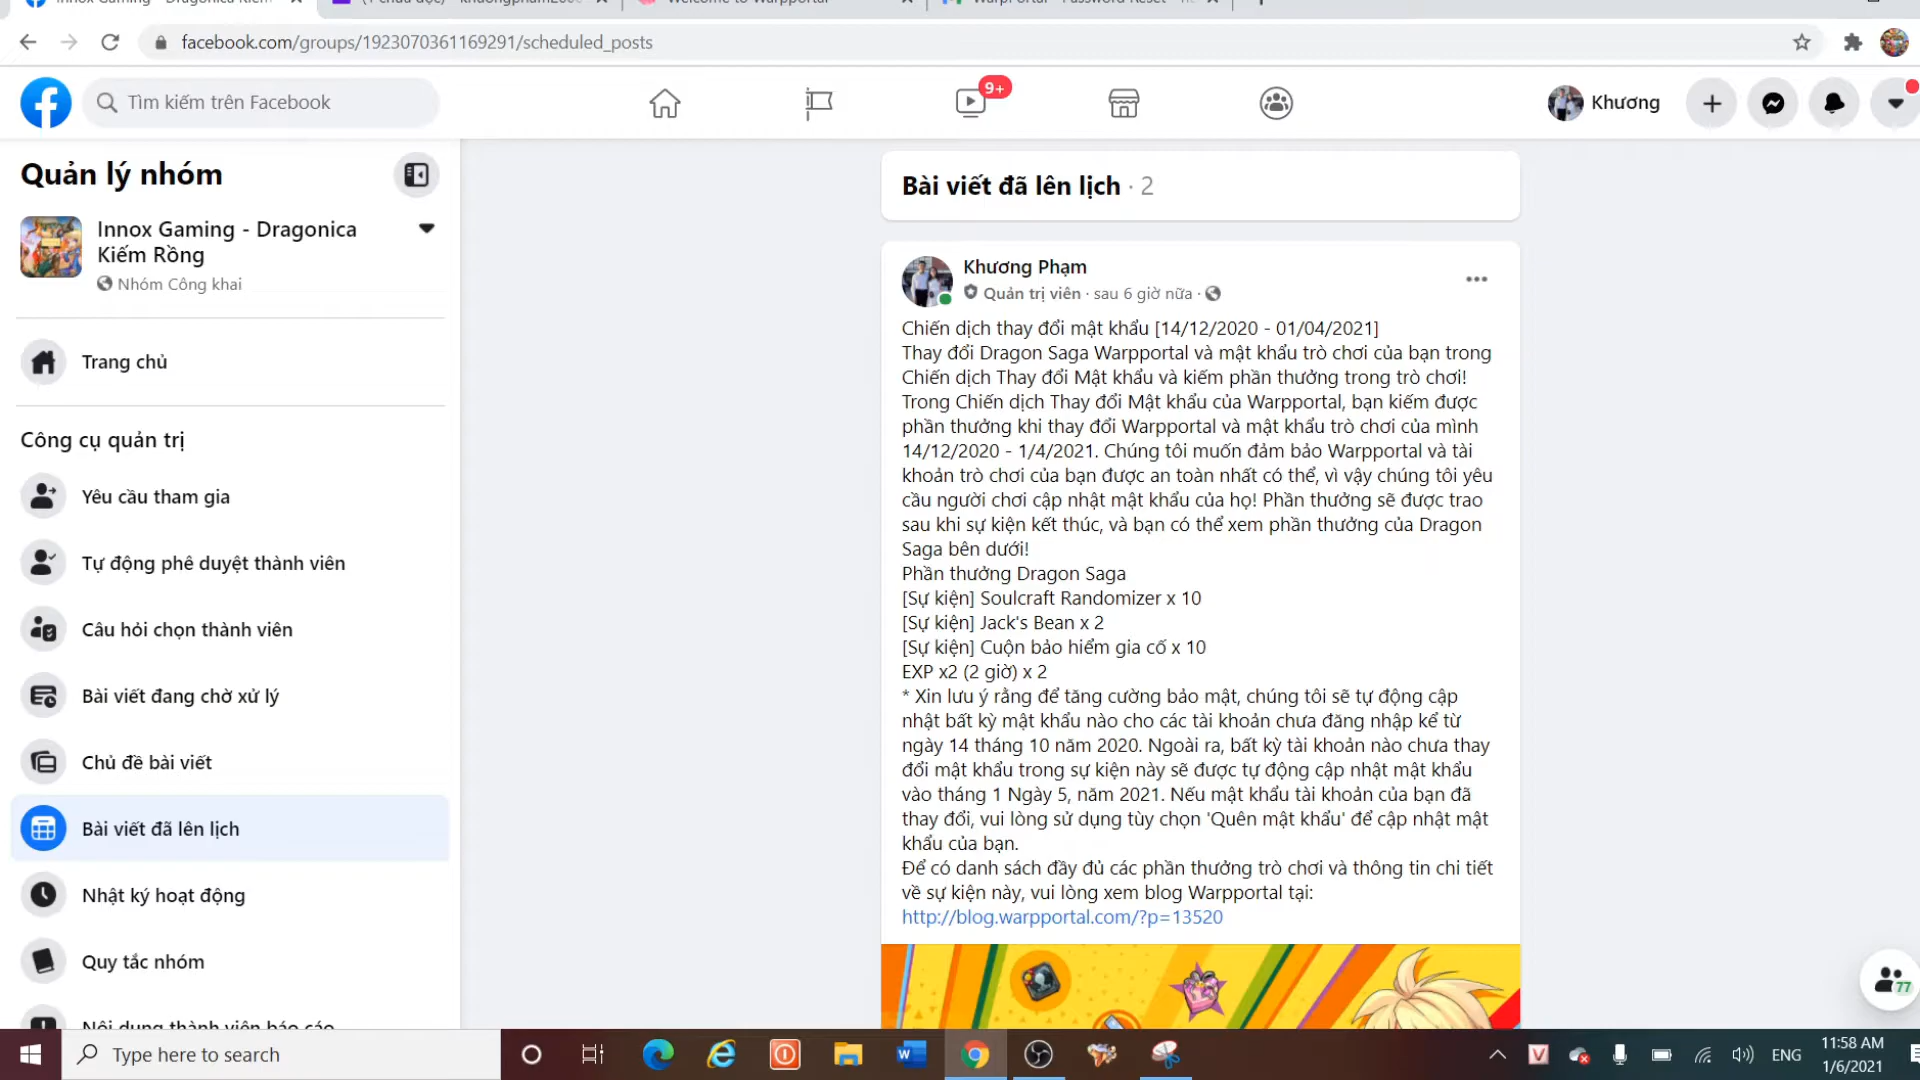 facebook.com/groups/1923070361169291/scheduled_posts
Tìm kiếm trên Facebook
9+
Khương
Quản lý nhóm
Innox Gaming - Dragonica
Kiếm Rồng
Nhóm Công khai
Trang chủ
Công cụ quản trị
Yêu cầu tham gia
Tự động phê duyệt thành viên
Câu hỏi chọn thành viên
Bài viết đang chờ xử lý
Chủ đề bài viết
Bài viết đã lên lịch
Nhật ký hoạt động
Quy tắc nhóm
Nội dung thành viên báo cáo
Bài viết đã lên lịch · 2
Khương Phạm
Quản trị viên · sau 6 giờ nữa ·
Chiến dịch thay đổi mật khẩu [14/12/2020 - 01/04/2021]
Thay đổi Dragon Saga Warpportal và mật khẩu trò chơi của bạn trong
Chiến dịch Thay đổi Mật khẩu và kiếm phần thưởng trong trò chơi!
Trong Chiến dịch Thay đổi Mật khẩu của Warpportal, bạn kiếm được
phần thưởng khi thay đổi Warpportal và mật khẩu trò chơi của mình
14/12/2020 - 1/4/2021. Chúng tôi muốn đảm bảo Warpportal và tài
khoản trò chơi của bạn được an toàn nhất có thể, vì vậy chúng tôi yêu
cầu người chơi cập nhật mật khẩu của họ! Phần thưởng sẽ được trao
sau khi sự kiện kết thúc, và bạn có thể xem phần thưởng của Dragon
Saga bên dưới!
Phần thưởng Dragon Saga
[Sự kiện] Soulcraft Randomizer x 10
[Sự kiện] Jack's Bean x 2
[Sự kiện] Cuộn bảo hiểm gia cố x 10
EXP x2 (2 giờ) x 2
* Xin lưu ý rằng để tăng cường bảo mật, chúng tôi sẽ tự động cập
nhật bất kỳ mật khẩu nào cho các tài khoản chưa đăng nhập kể từ
ngày 14 tháng 10 năm 2020. Ngoài ra, bất kỳ tài khoản nào chưa thay
đổi mật khẩu trong sự kiện này sẽ được tự động cập nhật mật khẩu
vào tháng 1 Ngày 5, năm 2021. Nếu mật khẩu tài khoản của bạn đã
thay đổi, vui lòng sử dụng tùy chọn 'Quên mật khẩu' để cập nhật mật
khẩu của bạn.
Để có danh sách đầy đủ các phần thưởng trò chơi và thông tin chi tiết
về sự kiện này, vui lòng xem blog Warpportal tại:
http://blog.warpportal.com/?p=13520
77
Type here to search
ENG
11:58 AM
1/6/2021